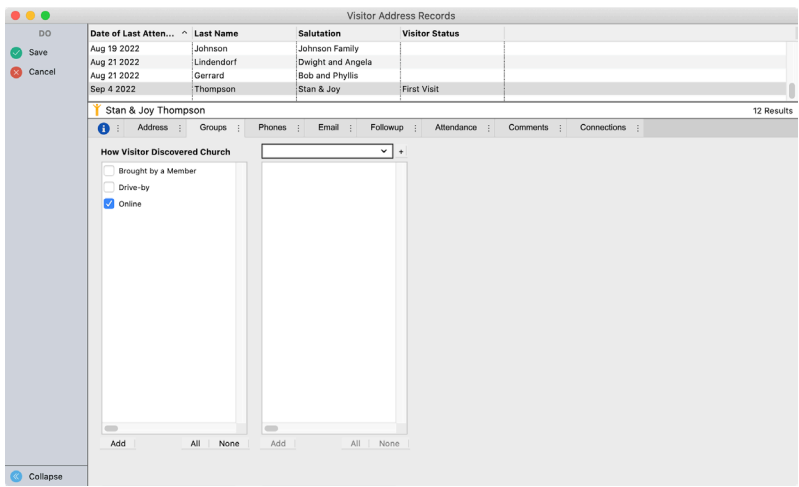 Visitor Address Records
DO
Save
Cancel
Date of Last Atten... Last Name Salutation Visitor Status
Aug 19 2022 Johnson Johnson Family
Aug 21 2022 Lindendorf Dwight and Angela
Aug 21 2022 Gerrard Bob and Phyllis
Sep 4 2022 Thompson Stan & Joy First Visit
Stan & Joy Thompson 12 Results
Address Groups Phones Email Followup Attendance Comments Connections
How Visitor Discovered Church +
Brought by a Member
Drive-by
Online
Add All None Add All None
Collapse